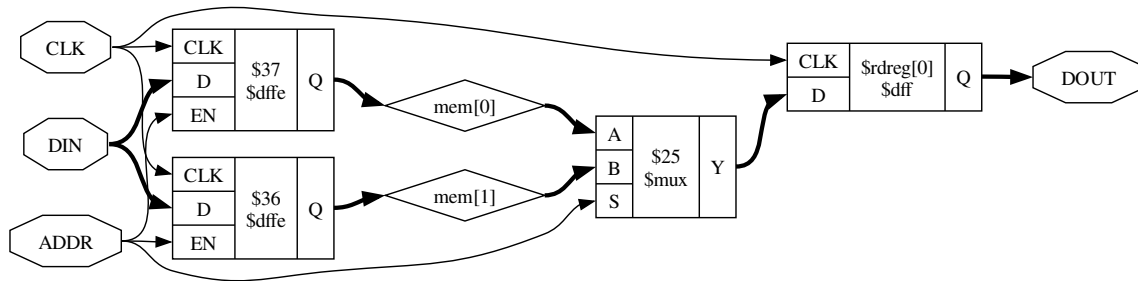 CLK
DIN
ADDR
CLK
D
EN
$37
$dffe
Q
CLK
D
EN
$36
$dffe
Q
mem[0]
mem[1]
A
B
S
$25
$mux
Y
CLK
D
$rdreg[0]
$dff
Q
DOUT